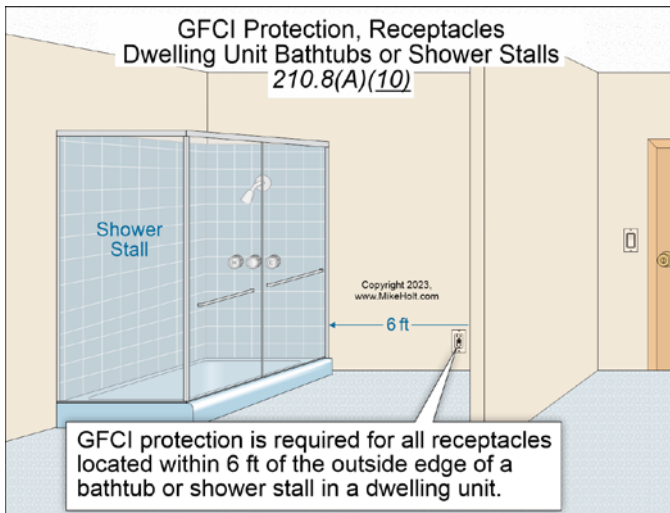 GFCI Protection, Receptacles
Dwelling Unit Bathtubs or Shower Stalls
210.8(A)(10)
Shower
Stall
Copyright 2023,
www.MikeHolt.com
6 ft
GFCI protection is required for all receptacles
located within 6 ft of the outside edge of a
bathtub or shower stall in a dwelling unit.